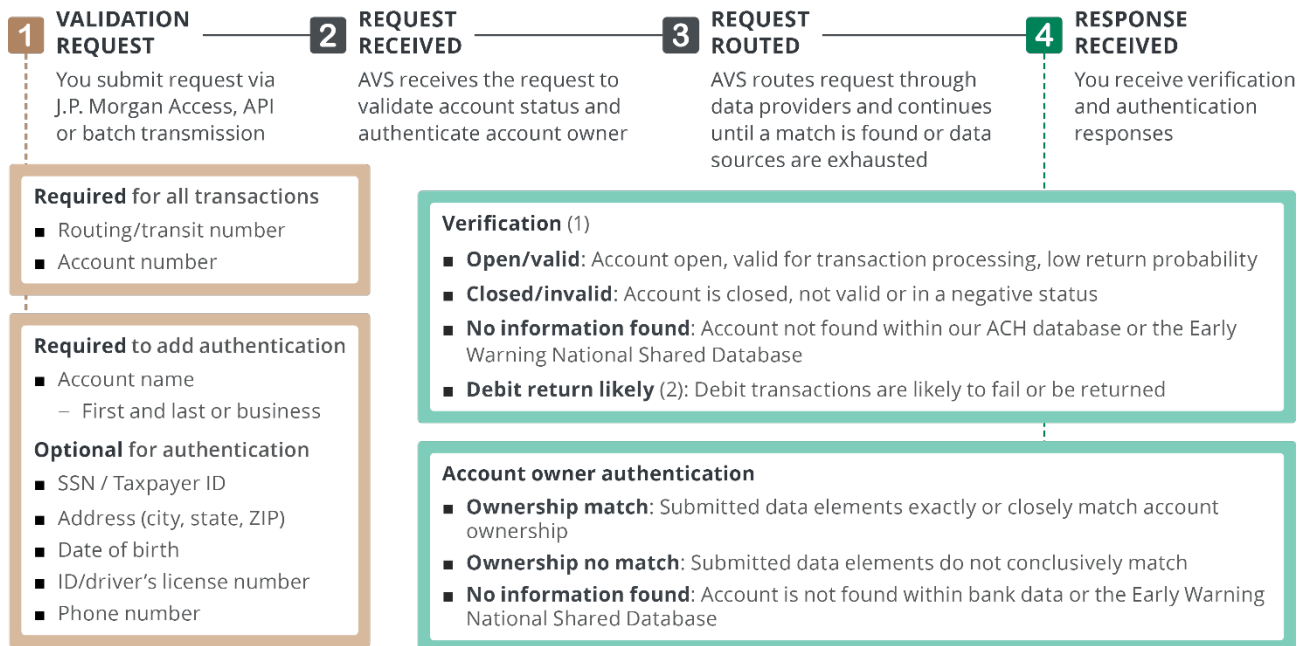 1 VALIDATION
REQUEST
You submit request via
J.P. Morgan Access, API
or batch transmission
2 REQUEST
RECEIVED
AVS receives the request to
validate account status and
authenticate account owner
3 REQUEST
ROUTED
AVS routes request through
data providers and continues
until a match is found or data
sources are exhausted
4 RESPONSE
RECEIVED
You receive verification
and authentication
responses
Required for all transactions
■ Routing/transit number
■ Account number
Required to add authentication
■ Account name
– First and last or business
Optional for authentication
■ SSN / Taxpayer ID
■ Address (city, state, ZIP)
■ Date of birth
■ ID/driver's license number
■ Phone number
Verification (1)
■ Open/valid: Account open, valid for transaction processing, low return probability
■ Closed/invalid: Account is closed, not valid or in a negative status
■ No information found: Account not found within our ACH database or the Early
Warning National Shared Database
■ Debit return likely (2): Debit transactions are likely to fail or be returned
Account owner authentication
■ Ownership match: Submitted data elements exactly or closely match account
ownership
■ Ownership no match: Submitted data elements do not conclusively match
■ No information found: Account is not found within bank data or the Early Warning
National Shared Database